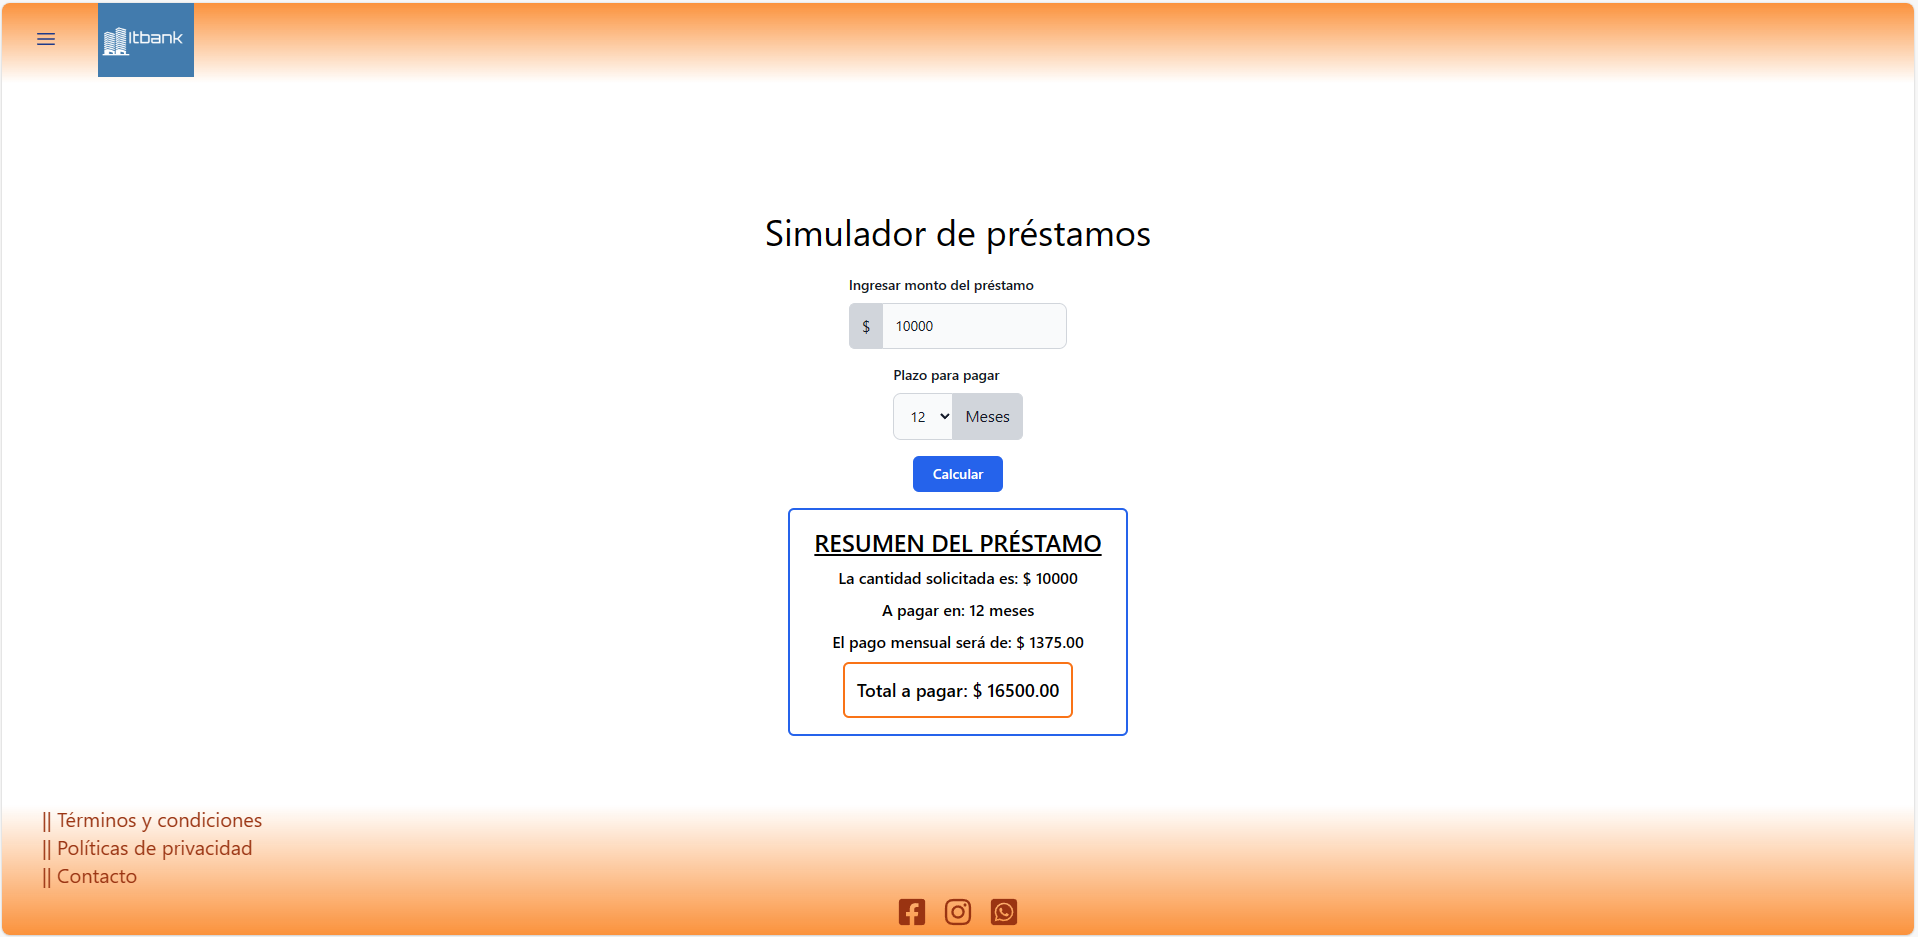 Itbank
Simulador de préstamos
Ingresar monto del préstamo
$ 10000
Plazo para pagar
12 Meses
Calcular
RESUMEN DEL PRÉSTAMO
La cantidad solicitada es: $ 10000
A pagar en: 12 meses
El pago mensual será de: $ 1375.00
Total a pagar: $ 16500.00
|| Términos y condiciones
|| Políticas de privacidad
|| Contacto